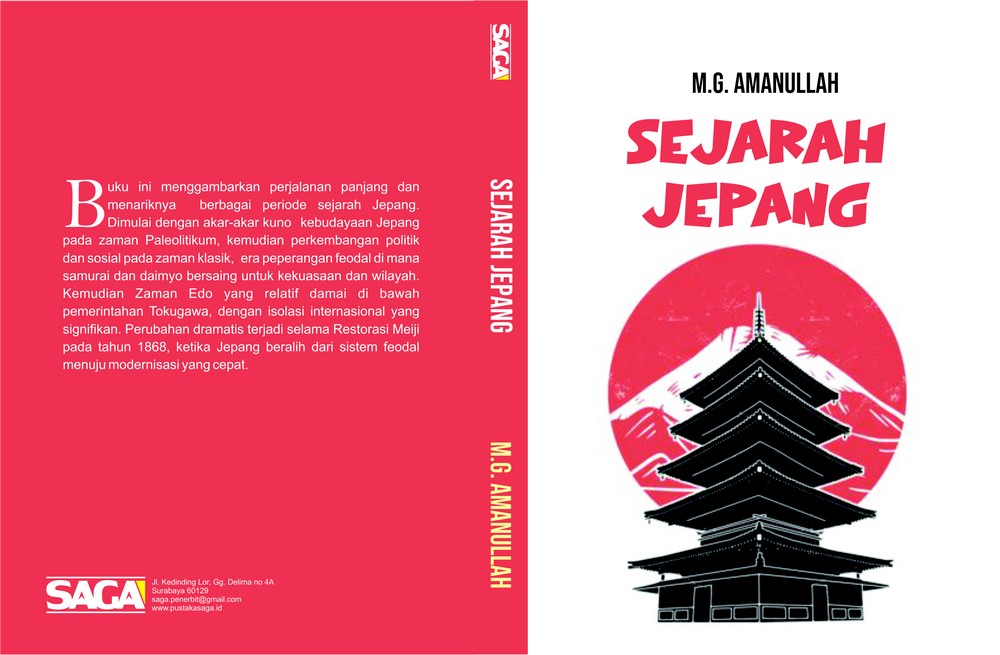 Buku ini menggambarkan perjalanan panjang dan
menariknya berbagai periode sejarah Jepang.
Dimulai dengan akar-akar kuno kebudayaan Jepang
pada zaman Paleolitikum, kemudian perkembangan politik
dan sosial pada zaman klasik, era peperangan feodal di mana
samurai dan daimyo bersaing untuk kekuasaan dan wilayah.
Kemudian Zaman Edo yang relatif damai di bawah
pemerintahan Tokugawa, dengan isolasi internasional yang
signifikan. Perubahan dramatis terjadi selama Restorasi Meiji
pada tahun 1868, ketika Jepang beralih dari sistem feodal
menuju modernisasi yang cepat.
SAGA
Jl. Kedinding Lor, Gg. Delima no 4A
Surabaya 60129
saga.penerbit@gmail.com
www.pustakasaga.id
SAGA
SEJARAH JEPANG
M.G. AMANULLAH
M.G. AMANULLAH
SEJARAH
JEPANG